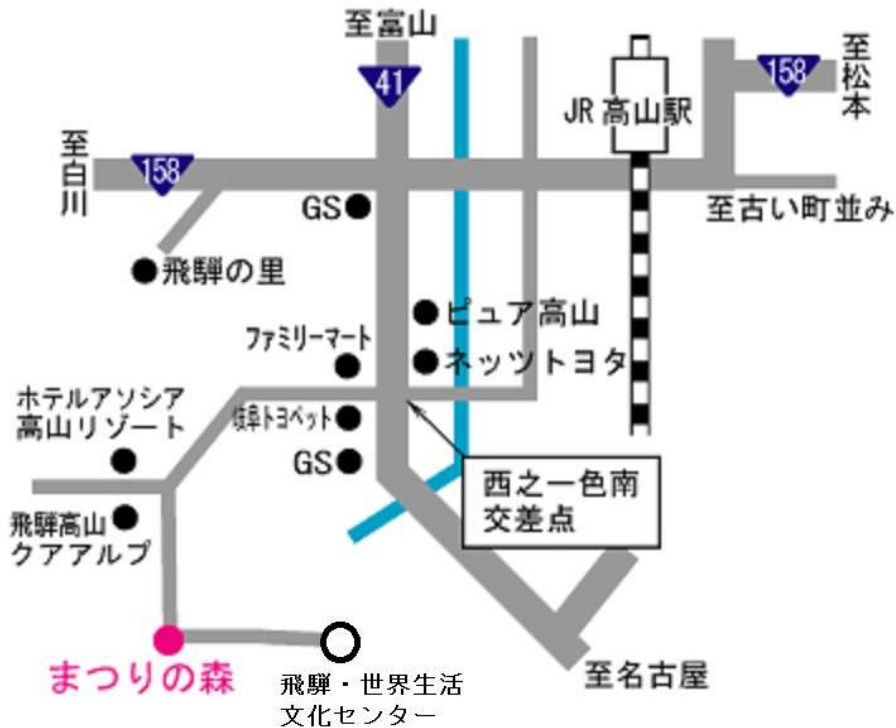 至富山
41
158
至松本
JR 高山駅
至白川
158
GS
至古い町並み
飛騨の里
ピュア高山
ファミリーマート
ネッツトヨタ
ホテルアソシア
高山リゾート
岐阜トヨペット
GS
西之一色南
交差点
飛騨高山
クアアルプ
まつりの森
飛騨・世界生活
文化センター
至名古屋